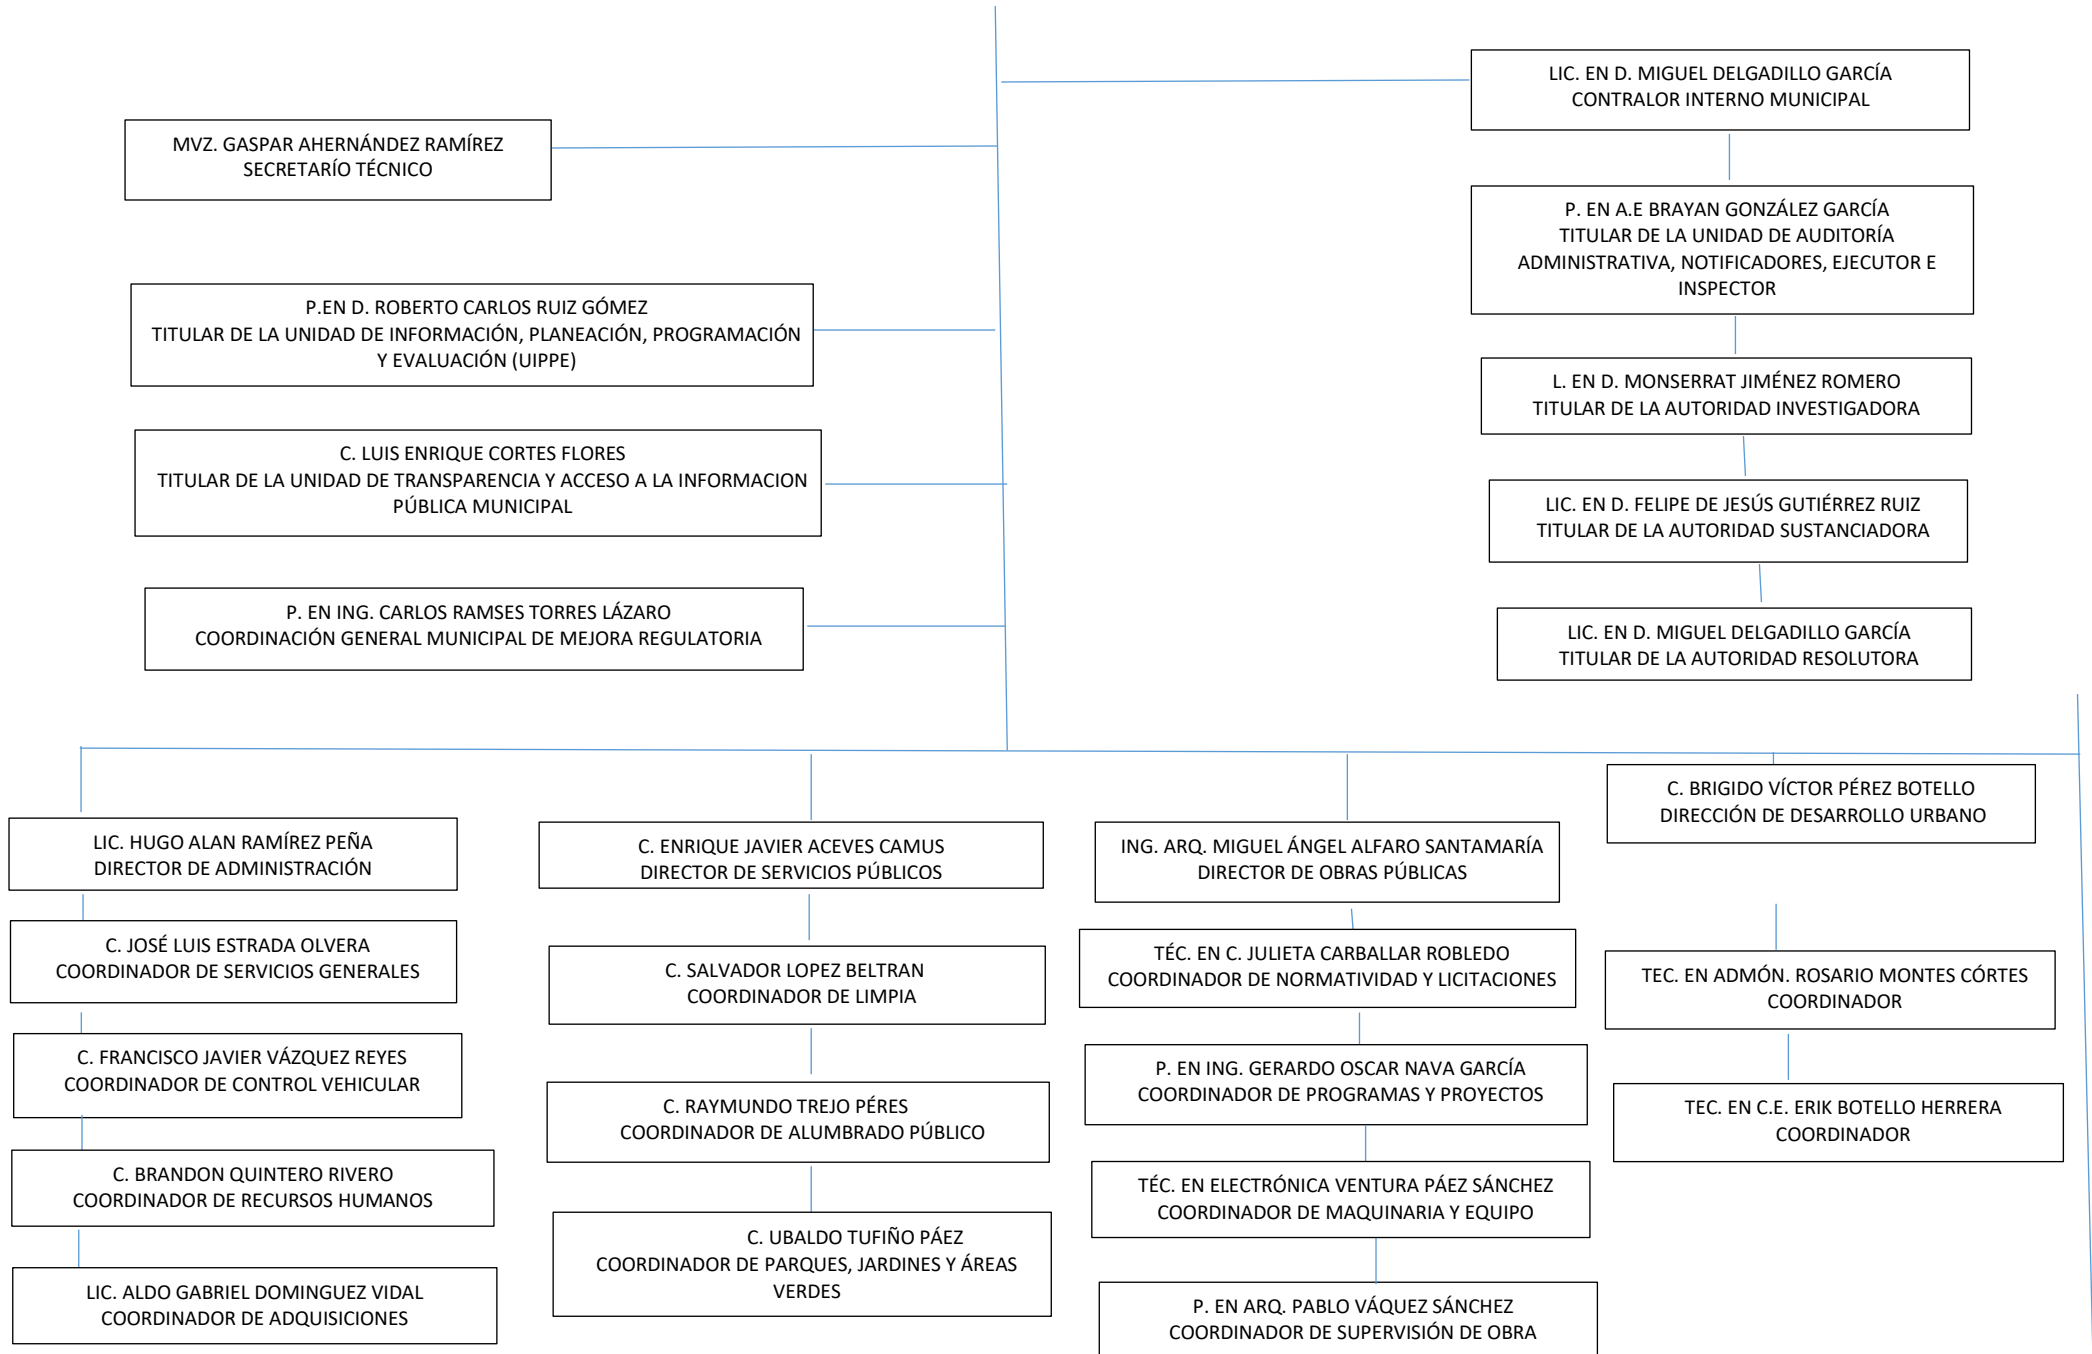 LIC. EN D. MIGUEL DELGADILLO GARCÍA
CONTRALOR INTERNO MUNICIPAL
MVZ. GASPAR AHERNÁNDEZ RAMÍREZ
SECRETARÍO TÉCNICO
P. EN A.E BRAYAN GONZÁLEZ GARCÍA
TITULAR DE LA UNIDAD DE AUDITORÍA
ADMINISTRATIVA, NOTIFICADORES, EJECUTOR E
INSPECTOR
P.EN D. ROBERTO CARLOS RUIZ GÓMEZ
TITULAR DE LA UNIDAD DE INFORMACIÓN, PLANEACIÓN, PROGRAMACIÓN
Y EVALUACIÓN (UIPPE)
L. EN D. MONSERRAT JIMÉNEZ ROMERO
TITULAR DE LA AUTORIDAD INVESTIGADORA
C. LUIS ENRIQUE CORTES FLORES
TITULAR DE LA UNIDAD DE TRANSPARENCIA Y ACCESO A LA INFORMACION
PÚBLICA MUNICIPAL
LIC. EN D. FELIPE DE JESÚS GUTIÉRREZ RUIZ
TITULAR DE LA AUTORIDAD SUSTANCIADORA
P. EN ING. CARLOS RAMSES TORRES LÁZARO
COORDINACIÓN GENERAL MUNICIPAL DE MEJORA REGULATORIA
LIC. EN D. MIGUEL DELGADILLO GARCÍA
TITULAR DE LA AUTORIDAD RESOLUTORA
LIC. HUGO ALAN RAMÍREZ PEÑA
DIRECTOR DE ADMINISTRACIÓN
C. JOSÉ LUIS ESTRADA OLVERA
COORDINADOR DE SERVICIOS GENERALES
C. FRANCISCO JAVIER VÁZQUEZ REYES
COORDINADOR DE CONTROL VEHICULAR
C. BRANDON QUINTERO RIVERO
COORDINADOR DE RECURSOS HUMANOS
LIC. ALDO GABRIEL DOMINGUEZ VIDAL
COORDINADOR DE ADQUISICIONES
C. ENRIQUE JAVIER ACEVES CAMUS
DIRECTOR DE SERVICIOS PÚBLICOS
C. SALVADOR LOPEZ BELTRAN
COORDINADOR DE LIMPIA
C. RAYMUNDO TREJO PÉRES
COORDINADOR DE ALUMBRADO PÚBLICO
C. UBALDO TUFIÑO PÁEZ
COORDINADOR DE PARQUES, JARDINES Y ÁREAS
VERDES
ING. ARQ. MIGUEL ÁNGEL ALFARO SANTAMARÍA
DIRECTOR DE OBRAS PÚBLICAS
TÉC. EN C. JULIETA CARBALLAR ROBLEDO
COORDINADOR DE NORMATIVIDAD Y LICITACIONES
P. EN ING. GERARDO OSCAR NAVA GARCÍA
COORDINADOR DE PROGRAMAS Y PROYECTOS
TÉC. EN ELECTRÓNICA VENTURA PÁEZ SÁNCHEZ
COORDINADOR DE MAQUINARIA Y EQUIPO
P. EN ARQ. PABLO VÁQUEZ SÁNCHEZ
COORDINADOR DE SUPERVISIÓN DE OBRA
C. BRIGIDO VÍCTOR PÉREZ BOTELLO
DIRECCIÓN DE DESARROLLO URBANO
TEC. EN ADMÓN. ROSARIO MONTES CÓRTES
COORDINADOR
TEC. EN C.E. ERIK BOTELLO HERRERA
COORDINADOR